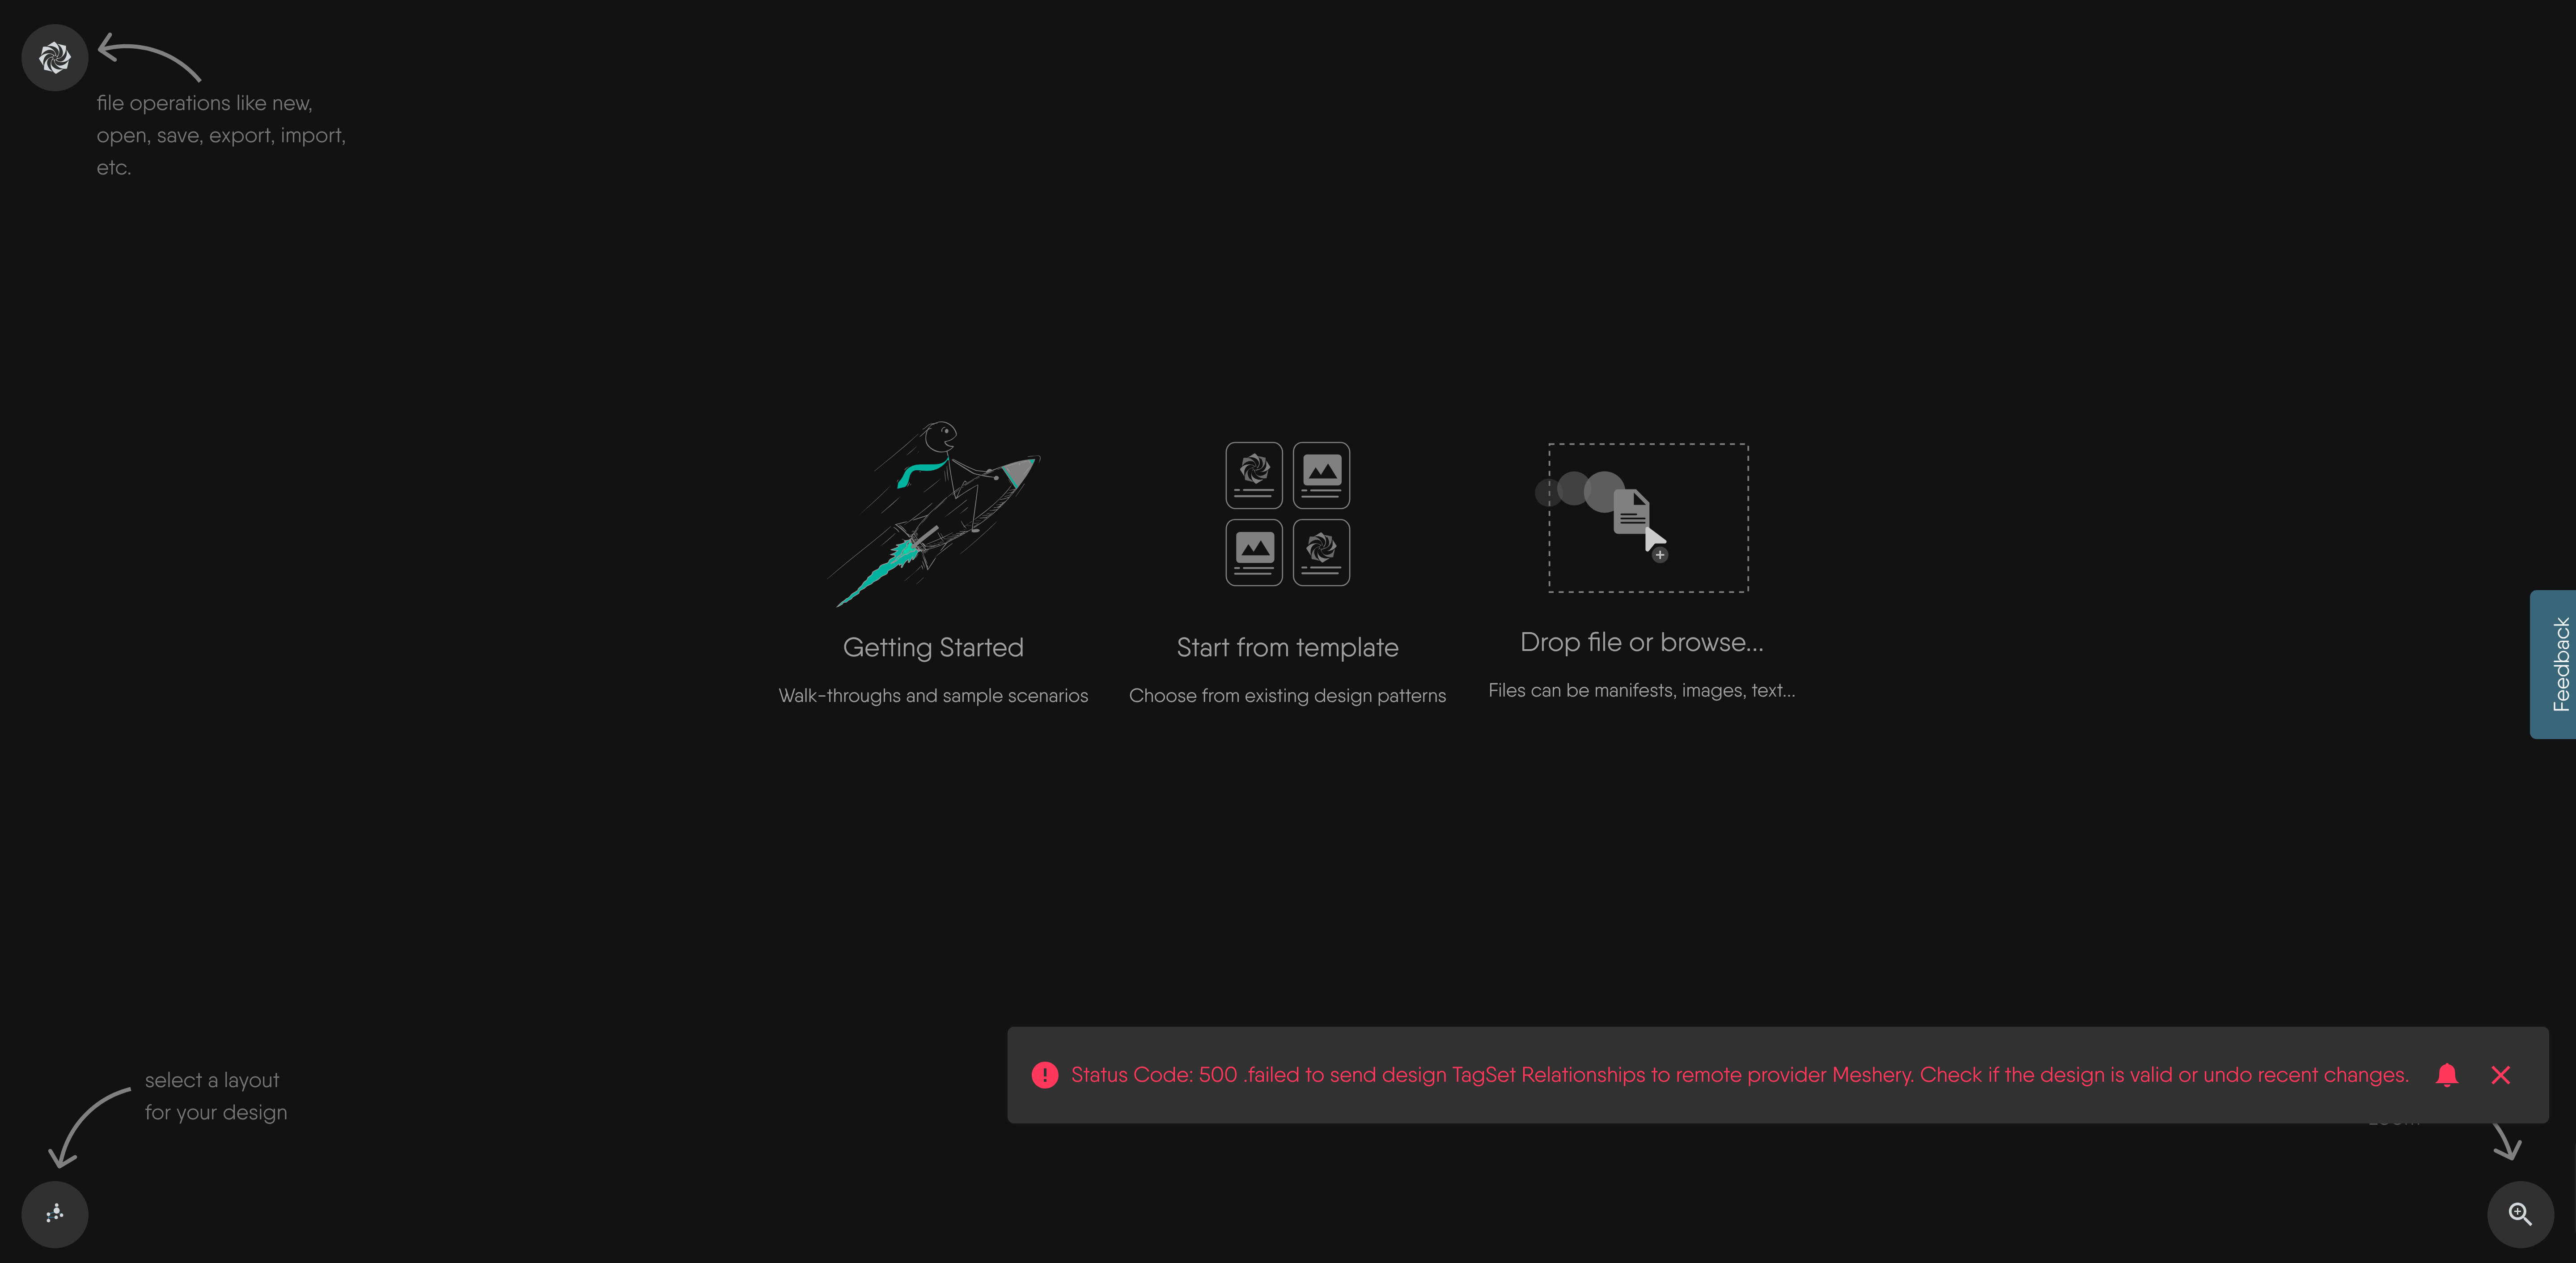 file operations like new,
open, save, export, import,
etc.
Getting Started
Walk-throughs and sample scenarios
Start from template
Choose from existing design patterns
Drop file or browse...
Files can be manifests, images, text...
Feedback
Status Code: 500 .failed to send design TagSet Relationships to remote provider Meshery. Check if the design is valid or undo recent changes.
select a layout
for your design